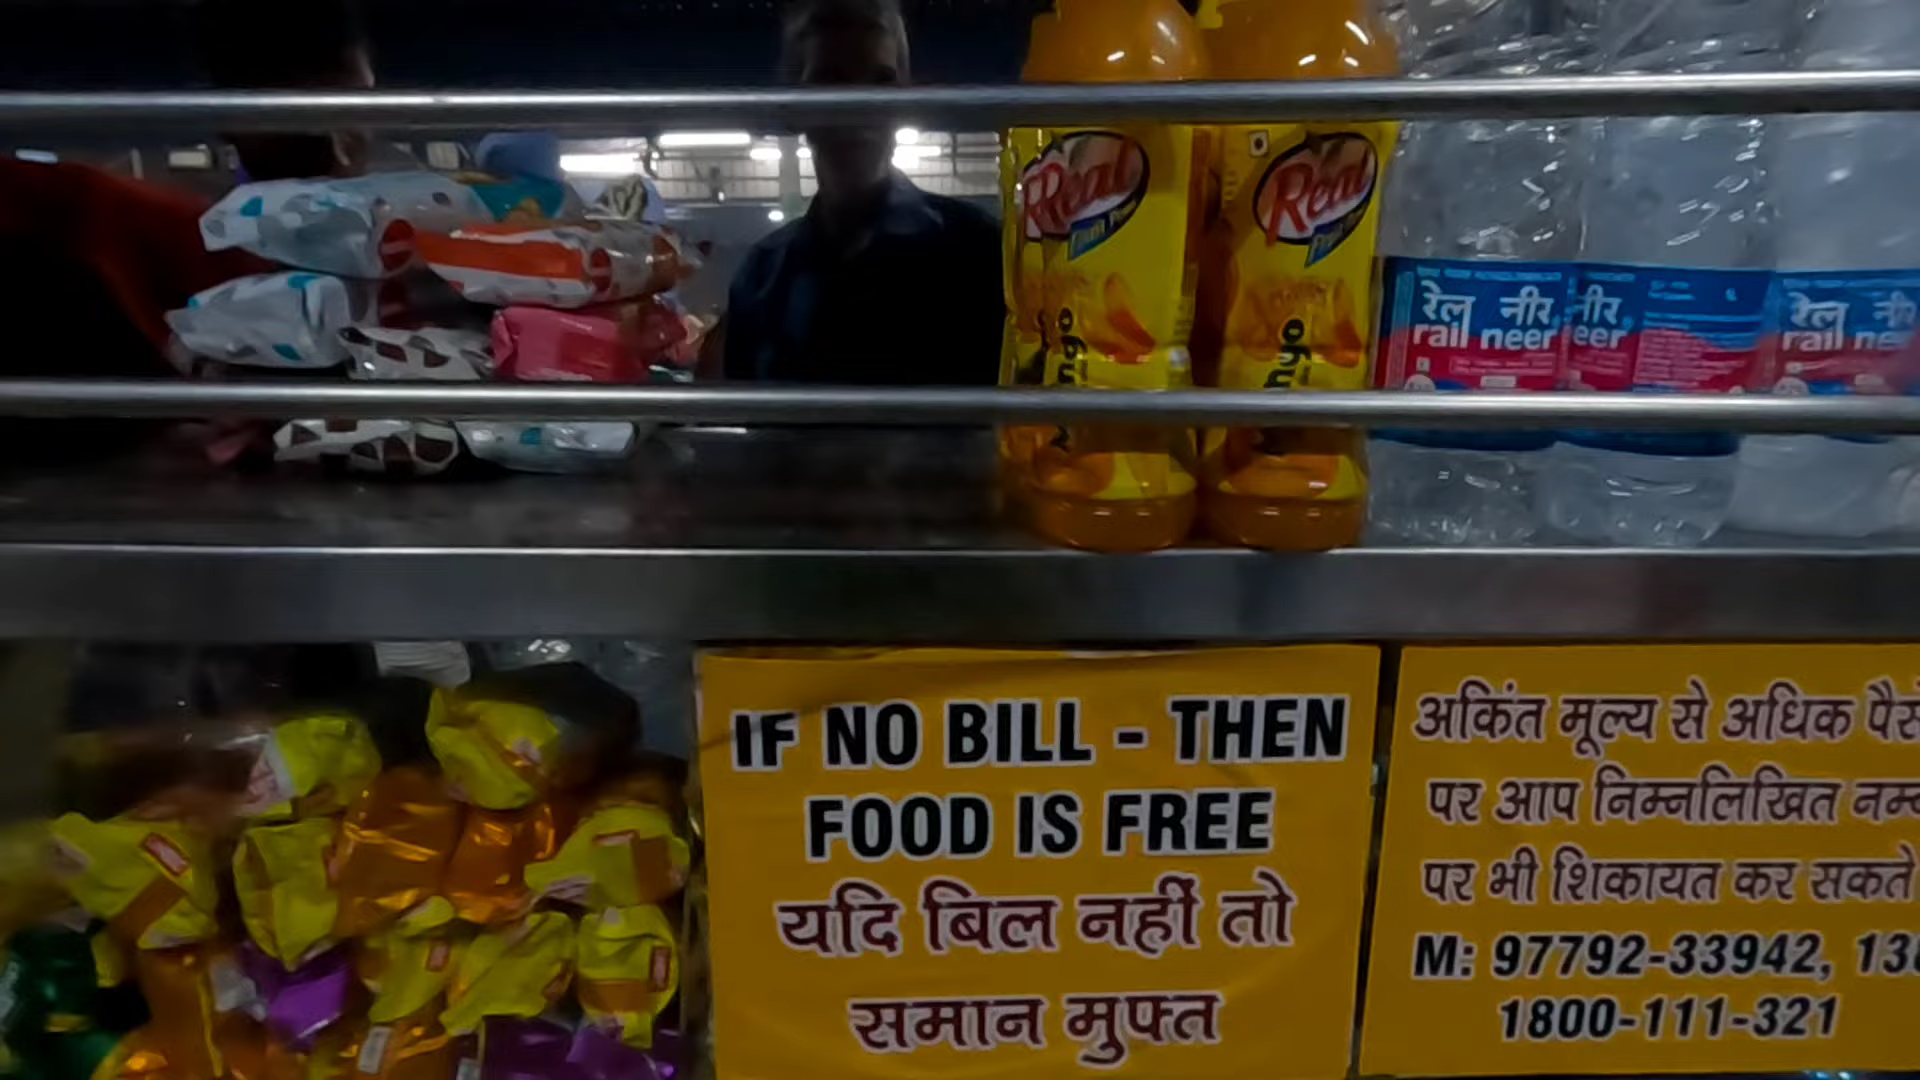 Real
Real
रेल नीर
rail neer
नीर
रेल
rail
IF NO BILL - THEN
FOOD IS FREE
यदि बिल नहीं तो
समान मुफ्त
अकिंत मूल्य से अधिक
पर आप निम्नलिखित
पर भी शिकायत कर सकते
M: 97792-33942,
1800-111-321